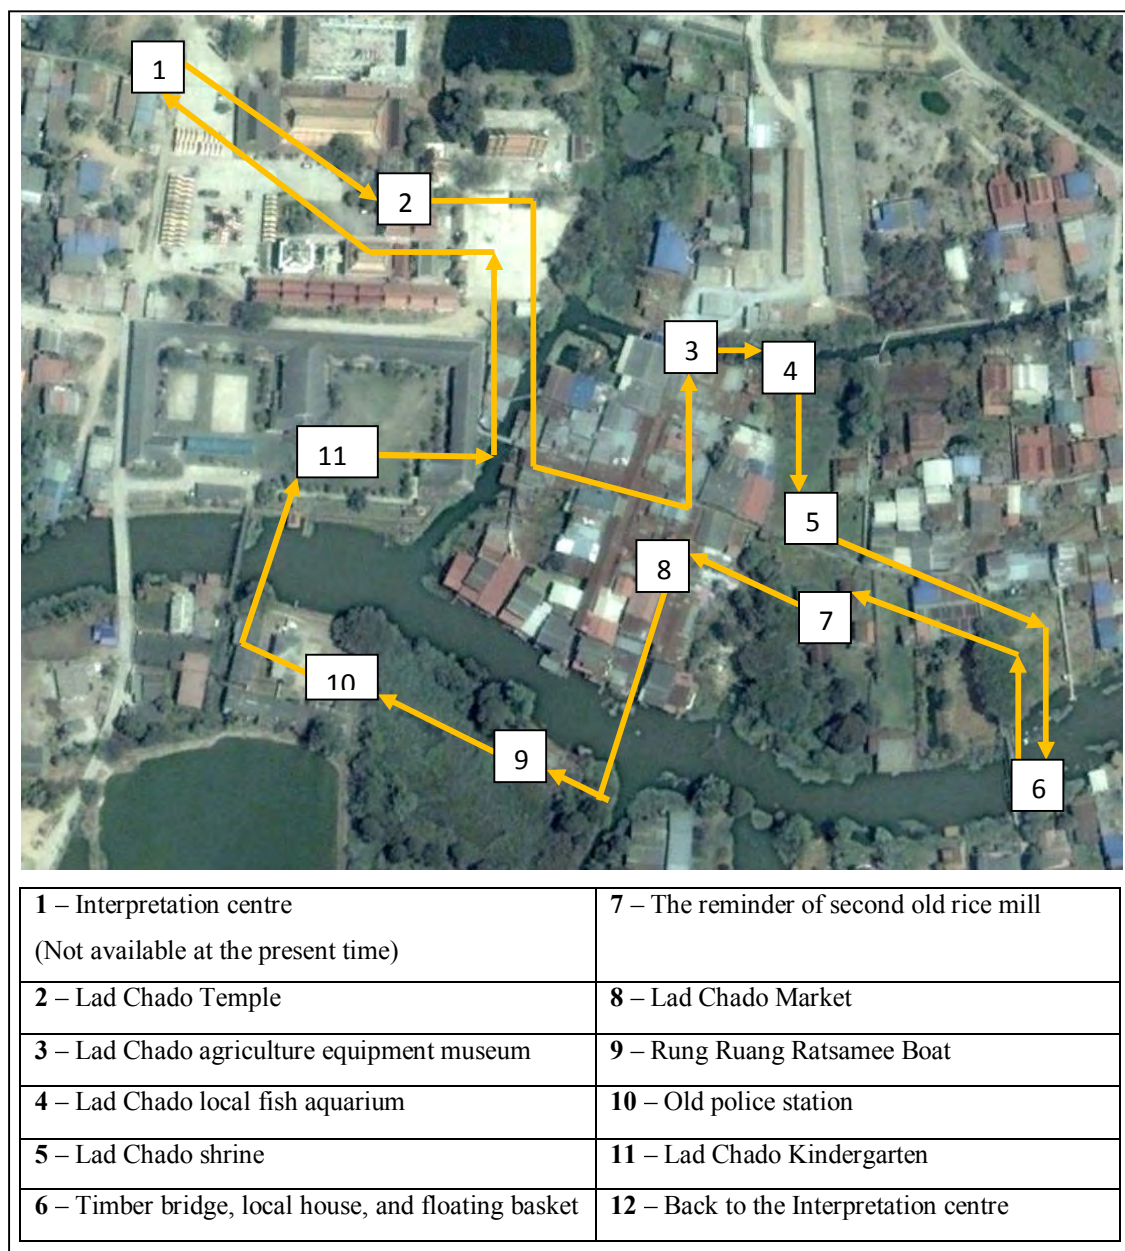 1
2
3
4
11
5
8
7
10
9
6
1 – Interpretation centre
(Not available at the present time)
7 – The reminder of second old rice mill
2 – Lad Chado Temple
8 – Lad Chado Market
3 – Lad Chado agriculture equipment museum
9 – Rung Ruang Ratsamee Boat
4 – Lad Chado local fish aquarium
10 – Old police station
5 – Lad Chado shrine
11 – Lad Chado Kindergarten
6 – Timber bridge, local house, and floating basket
12 – Back to the Interpretation centre